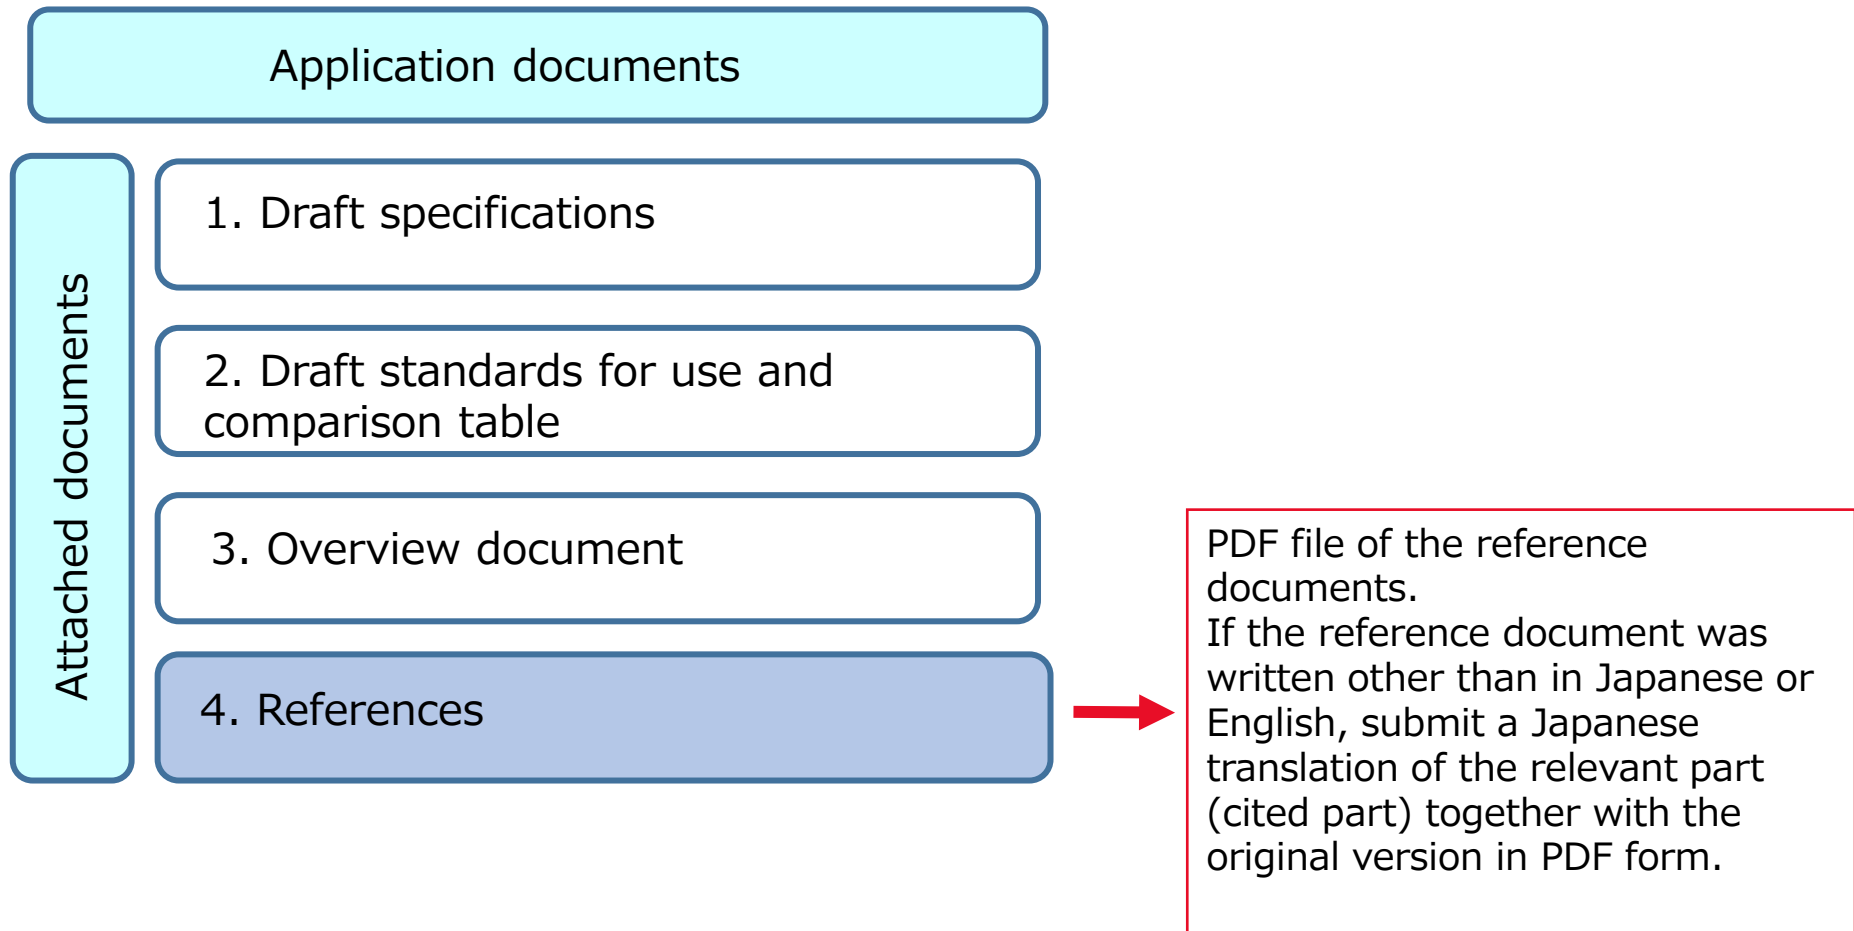 Application documents
Attached documents
1. Draft specifications
2. Draft standards for use and
comparison table
3. Overview document
4. References
PDF file of the reference
documents.
If the reference document was
written other than in Japanese or
English, submit a Japanese
translation of the relevant part
(cited part) together with the
original version in PDF form.